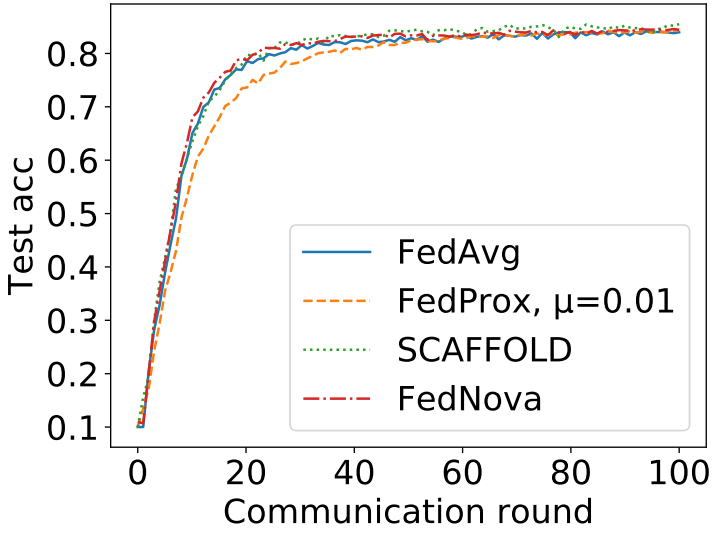 Test acc
0.8
0.7
0.6
0.5
0.4
0.3
0.2
0.1
FedAvg
FedProx, μ=0.01
SCAFFOLD
FedNova
0 20 40 60 80 100
Communication round